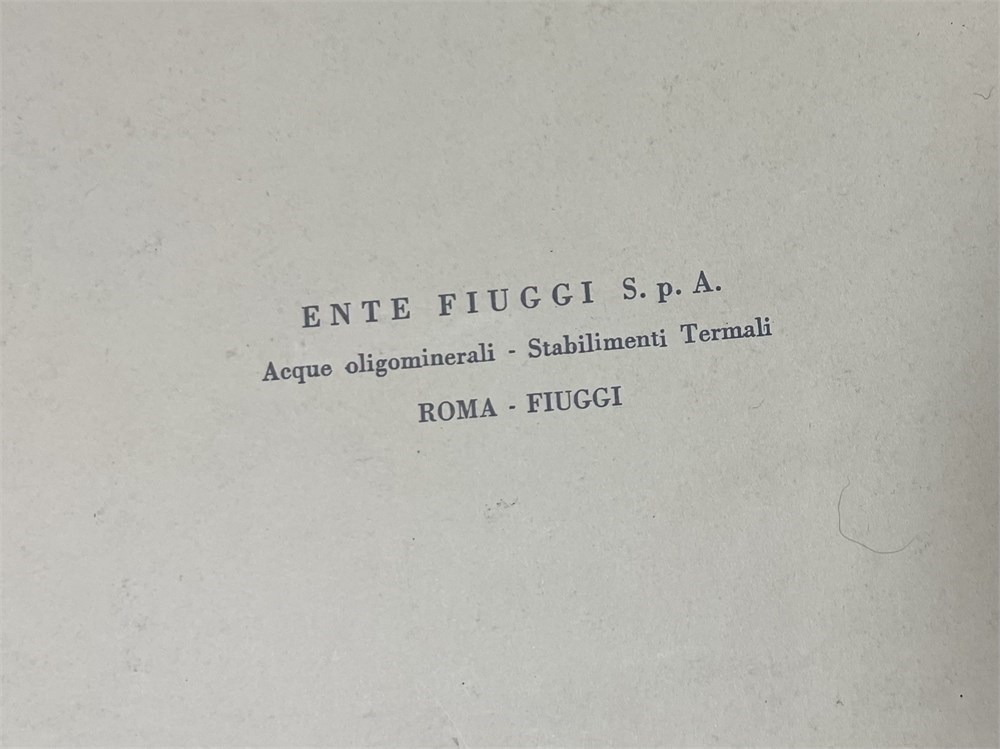 ENTE FIUGGI S. p. A.
Acque oligominerali - Stabilimenti Termali
ROMA - FIUGGI